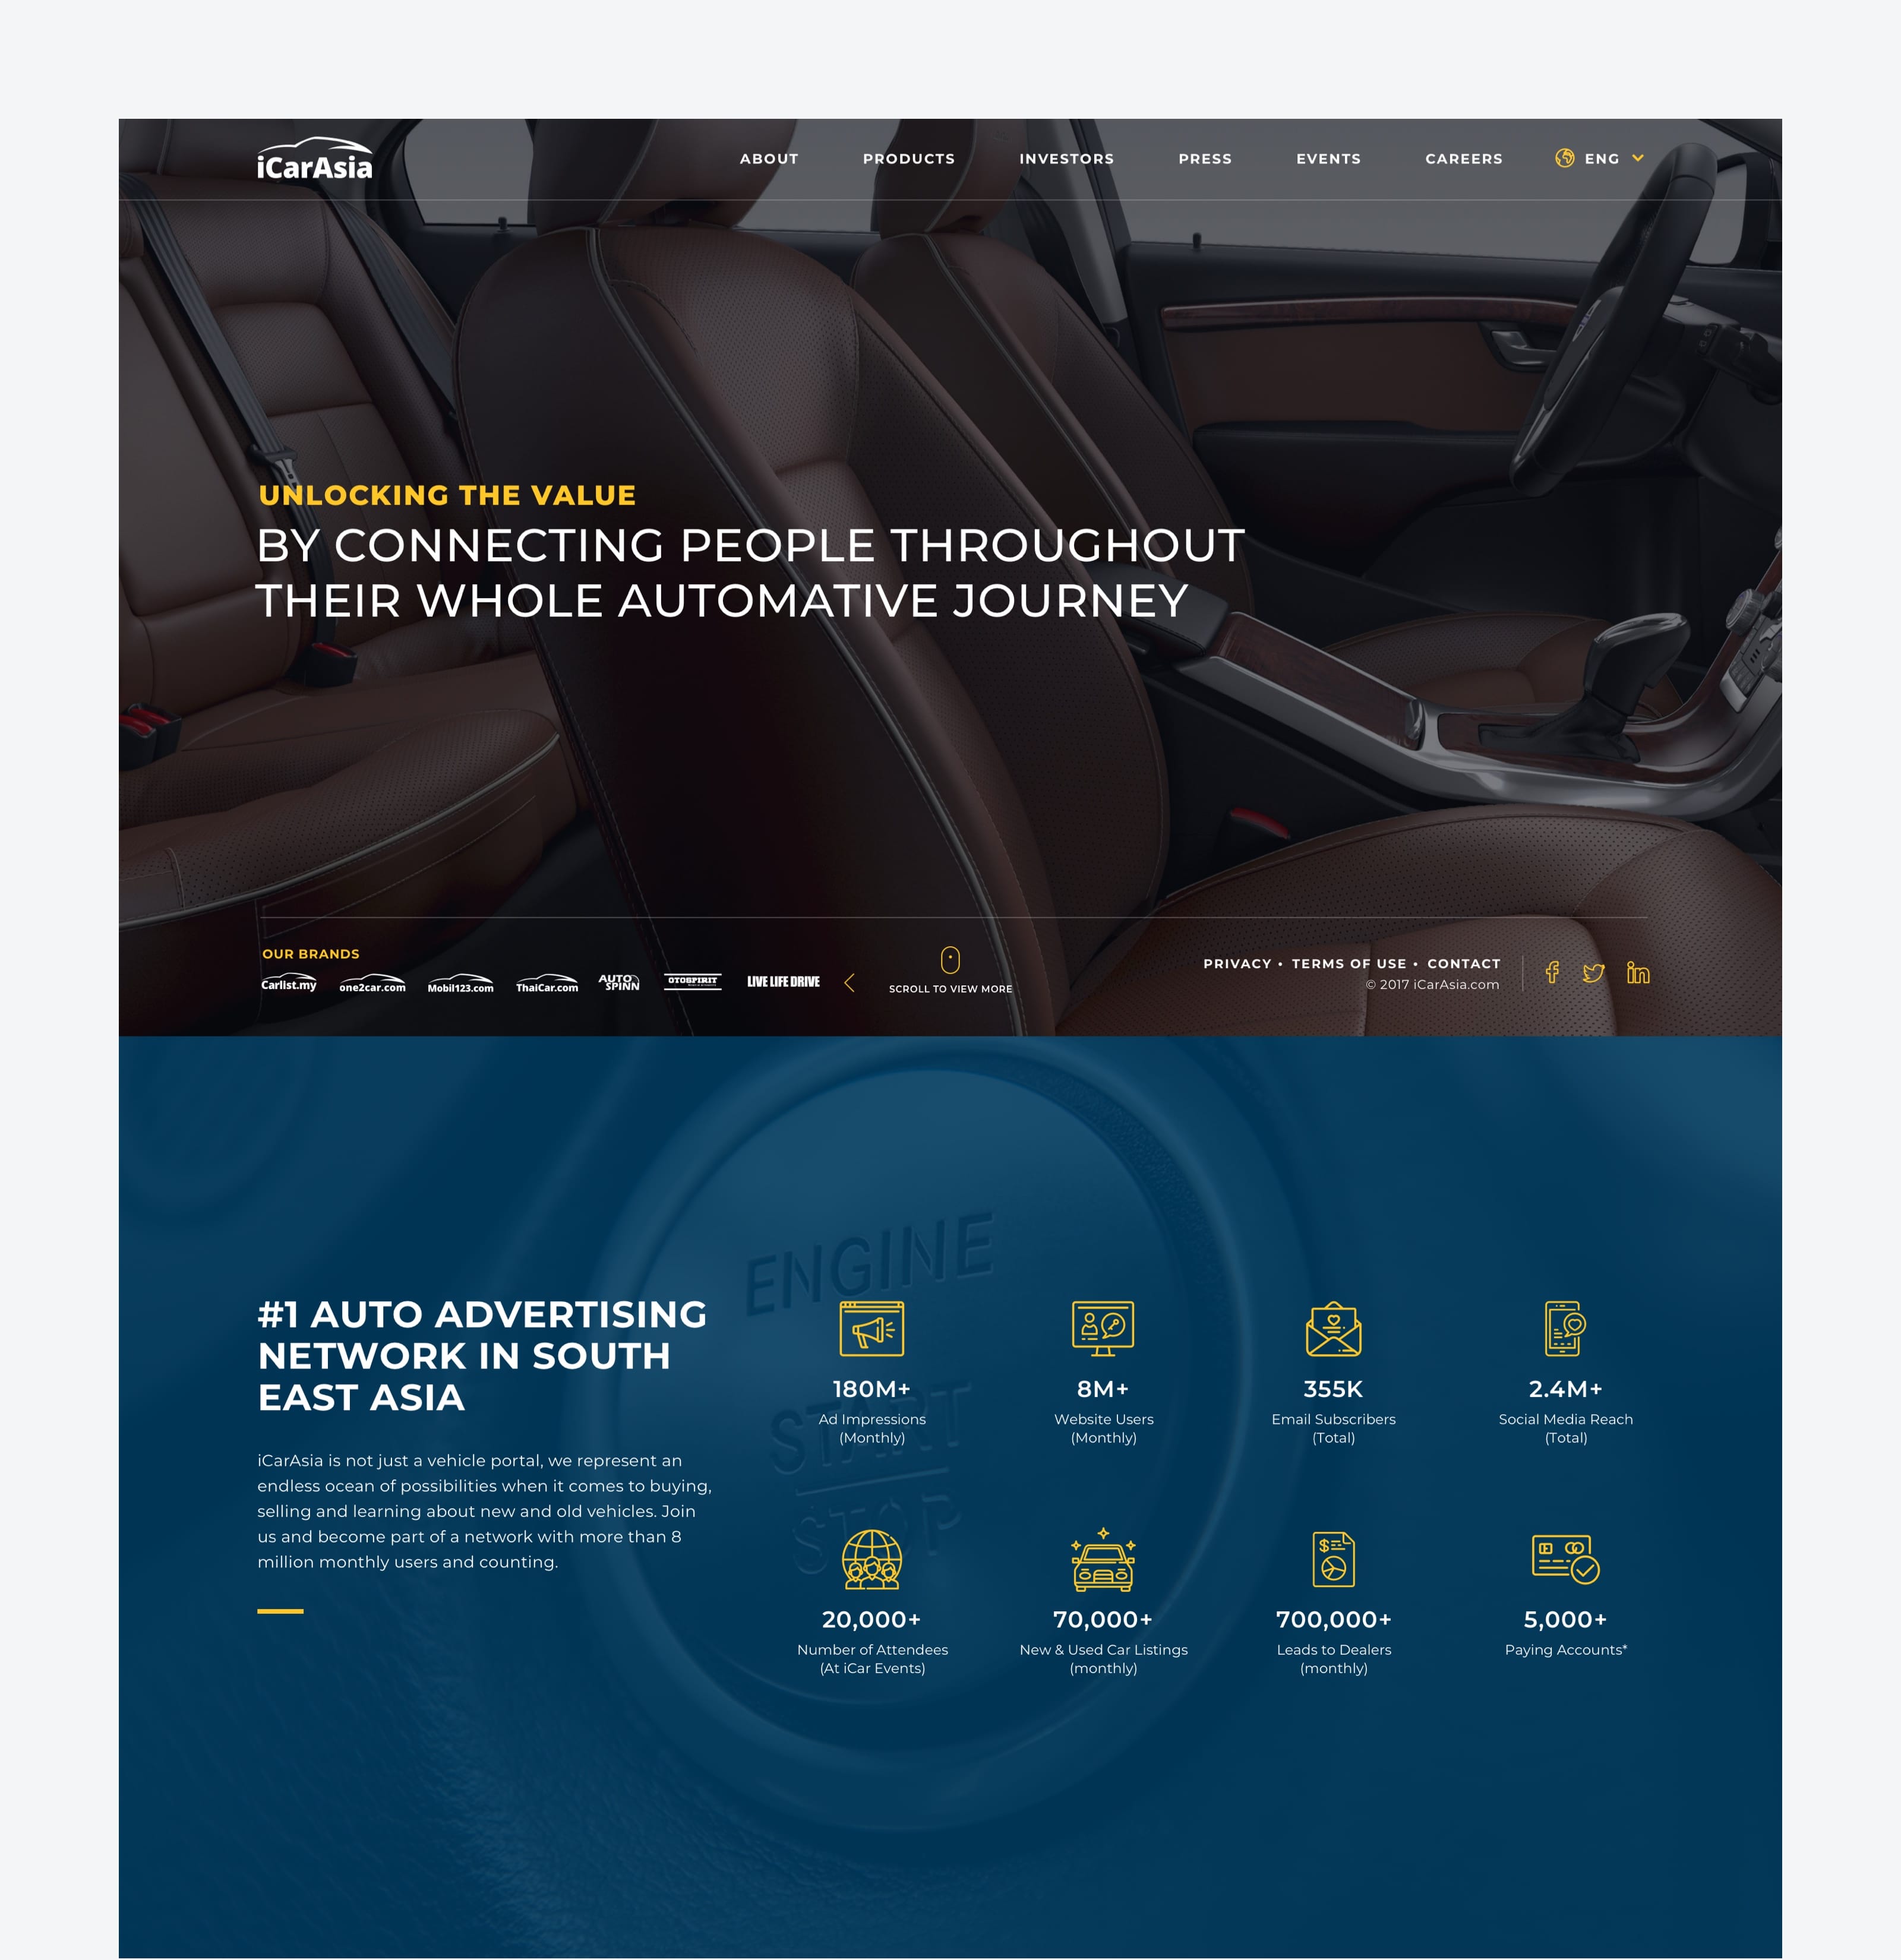 iCarAsia
ABOUT PRODUCTS INVESTORS PRESS EVENTS CAREERS ENG
UNLOCKING THE VALUE
BY CONNECTING PEOPLE THROUGHOUT
THEIR WHOLE AUTOMATIVE JOURNEY
OUR BRANDS
Carlist.my one2car.com Mobil123.com ThaiCar.com
AUTO
SPINN
OTOSPIRIT
LIVE LIFE DRIVE
SCROLL TO VIEW MORE
PRIVACY • TERMS OF USE • CONTACT
© 2017 iCarAsia.com
ENGINE
START
STOP
#1 AUTO ADVERTISING
NETWORK IN SOUTH
EAST ASIA
iCarAsia is not just a vehicle portal, we represent an
endless ocean of possibilities when it comes to buying,
selling and learning about new and old vehicles. Join
us and become part of a network with more than 8
million monthly users and counting.
180M+
Ad Impressions
(Monthly)
8M+
Website Users
(Monthly)
355K
Email Subscribers
(Total)
2.4M+
Social Media Reach
(Total)
20,000+
Number of Attendees
(At iCar Events)
70,000+
New & Used Car Listings
(monthly)
700,000+
Leads to Dealers
(monthly)
5,000+
Paying Accounts*